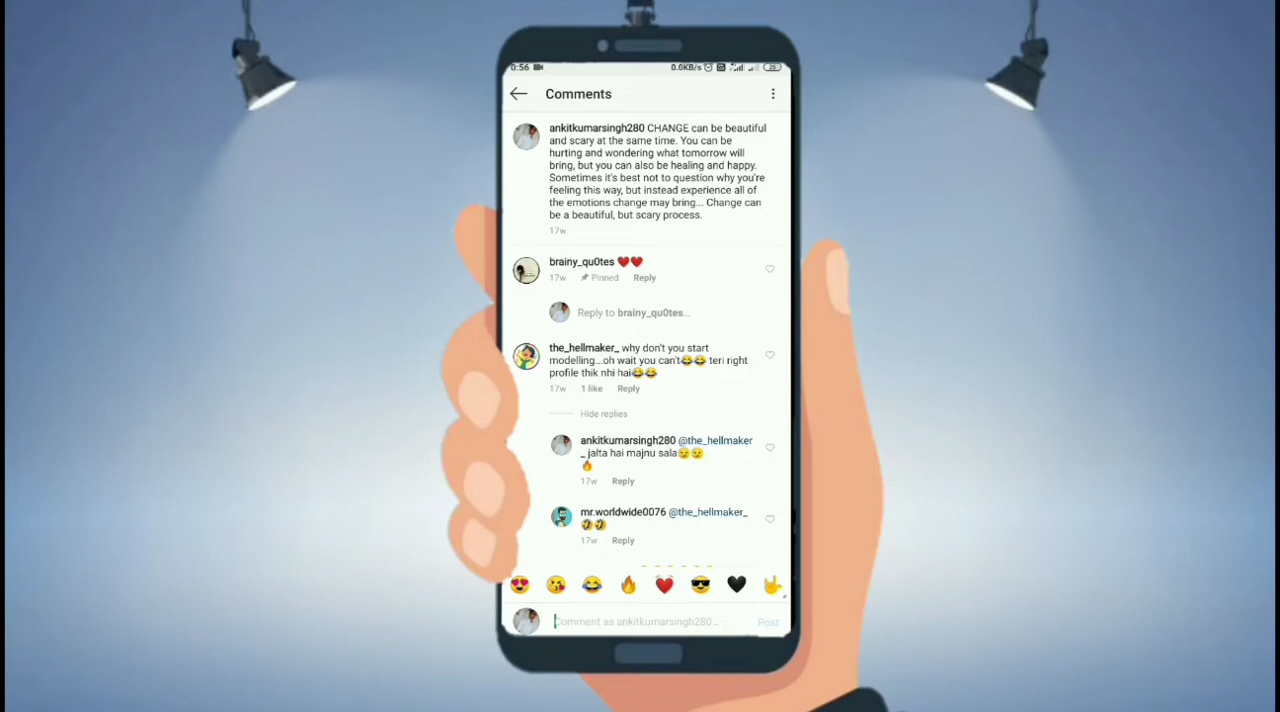 0:56 0.0KB/s 25
Comments
ankitkumarsingh280 CHANGE can be beautiful
and scary at the same time. You can be
hurting and wondering what tomorrow will
bring, but you can also be healing and happy.
Sometimes it's best not to question why you're
feeling this way, but instead experience all of
the emotions change may bring... Change can
be a beautiful, but scary process.
17w
brainy_qu0tes ❤️❤️
17w Pinned Reply
Reply to brainy_qu0tes...
the_hellmaker_ why don't you start
modelling...oh wait you can't😂😂 teri right
profile thik nhi hai😂😂
17w 1 like Reply
Hide replies
ankitkumarsingh280 @the_hellmaker
_ jalta hai majnu sala😏😏
🔥
17w Reply
mr.worldwide0076 @the_hellmaker_
🤣🤣
17w Reply
Comment as ankitkumarsingh280... Post